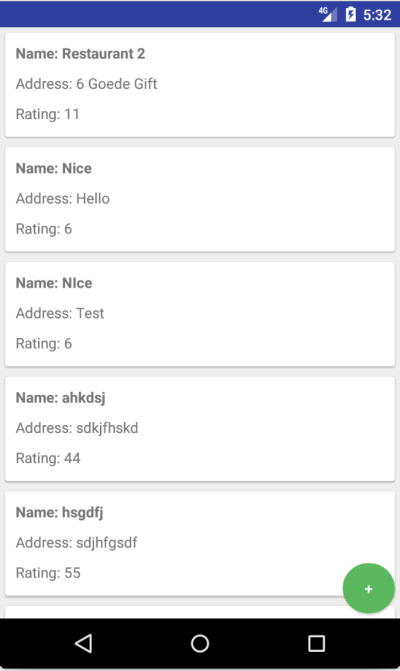 4G 5:32
Name: Restaurant 2
Address: 6 Goede Gift
Rating: 11
Name: Nice
Address: Hello
Rating: 6
Name: NIce
Address: Test
Rating: 6
Name: ahkdsj
Address: sdkjfhskd
Rating: 44
Name: hsgdfj
Address: sdjhfgsdf
Rating: 55
+